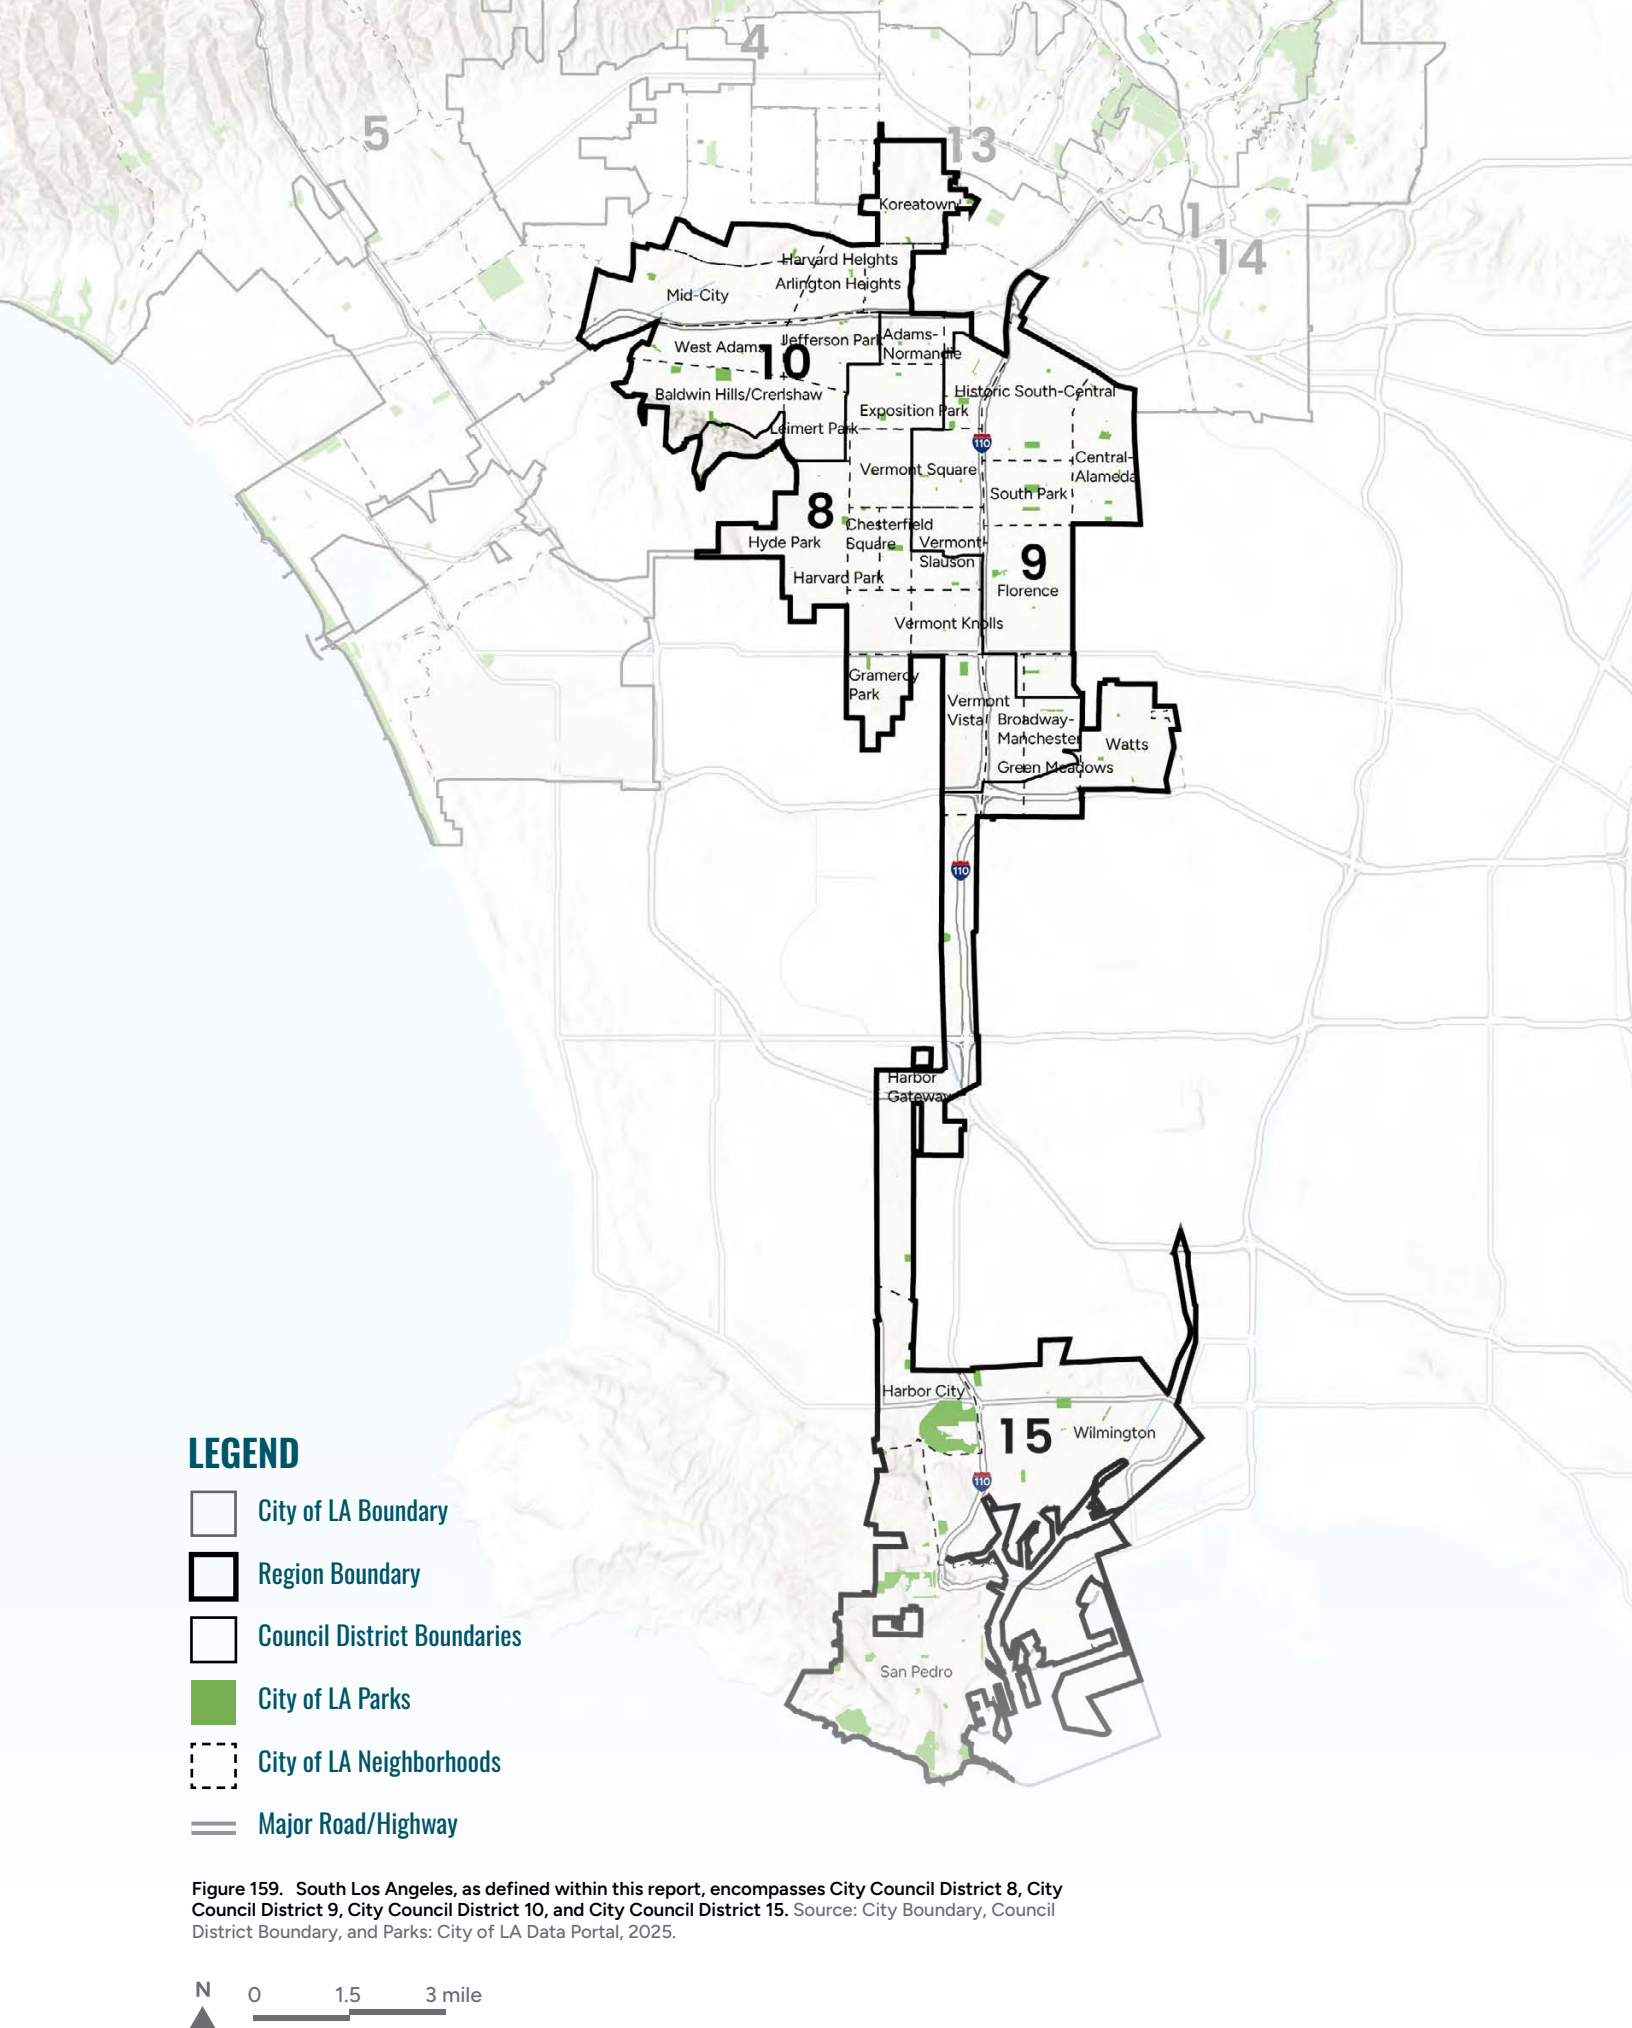 4
5
13
Koreatown
1
14
Harvard Heights
Arlington Heights
Mid-City
Adams-
Normandie
Jefferson Park
West Adams
10
Historic South-Central
Baldwin Hills/Crenshaw
Exposition Park
Leimert Park
110
Central-
Alameda
Vermont Square
South Park
8
Chesterfield
Square
Hyde Park
Vermont-
Slauson
9
Harvard Park
Florence
Vermont Knolls
Gramercy
Park
Vermont
Vista
Broadway-
Manchester
Watts
Green Meadows
110
Harbor
Gateway
Harbor City
15
Wilmington
110
San Pedro
LEGEND
City of LA Boundary
Region Boundary
Council District Boundaries
City of LA Parks
City of LA Neighborhoods
Major Road/Highway
Figure 159. South Los Angeles, as defined within this report, encompasses City Council District 8, City
Council District 9, City Council District 10, and City Council District 15. Source: City Boundary, Council
District Boundary, and Parks: City of LA Data Portal, 2025.
N
0 1.5 3 mile